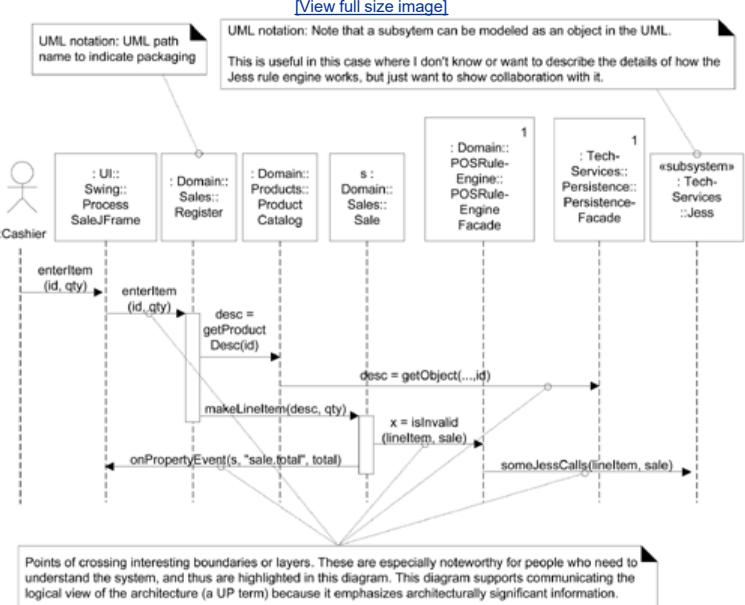 [View full size image]
UML notation: UML path
name to indicate packaging
UML notation: Note that a subsytem can be modeled as an object in the UML.
This is useful in this case where I don't know or want to describe the details of how the
Jess rule engine works, but just want to show collaboration with it.
:Cashier
: UI::
Swing::
Process
SaleJFrame
: Domain::
Sales::
Register
: Domain::
Products::
Product
Catalog
s :
Domain::
Sales::
Sale
1
: Domain::
POSRule-
Engine::
POSRule-
Engine
Facade
1
: Tech-
Services::
Persistence::
Persistence-
Facade
«subsystem»
: Tech-
Services
::Jess
enterItem
(id, qty)
enterItem
(id, qty)
desc =
getProduct
Desc(id)
desc = getObject(...,id)
makeLineItem(desc, qty)
x = isInvalid
(lineItem, sale)
onPropertyEvent(s, "sale.total", total)
someJessCalls(lineItem, sale)
Points of crossing interesting boundaries or layers. These are especially noteworthy for people who need to
understand the system, and thus are highlighted in this diagram. This diagram supports communicating the
logical view of the architecture (a UP term) because it emphasizes architecturally significant information.